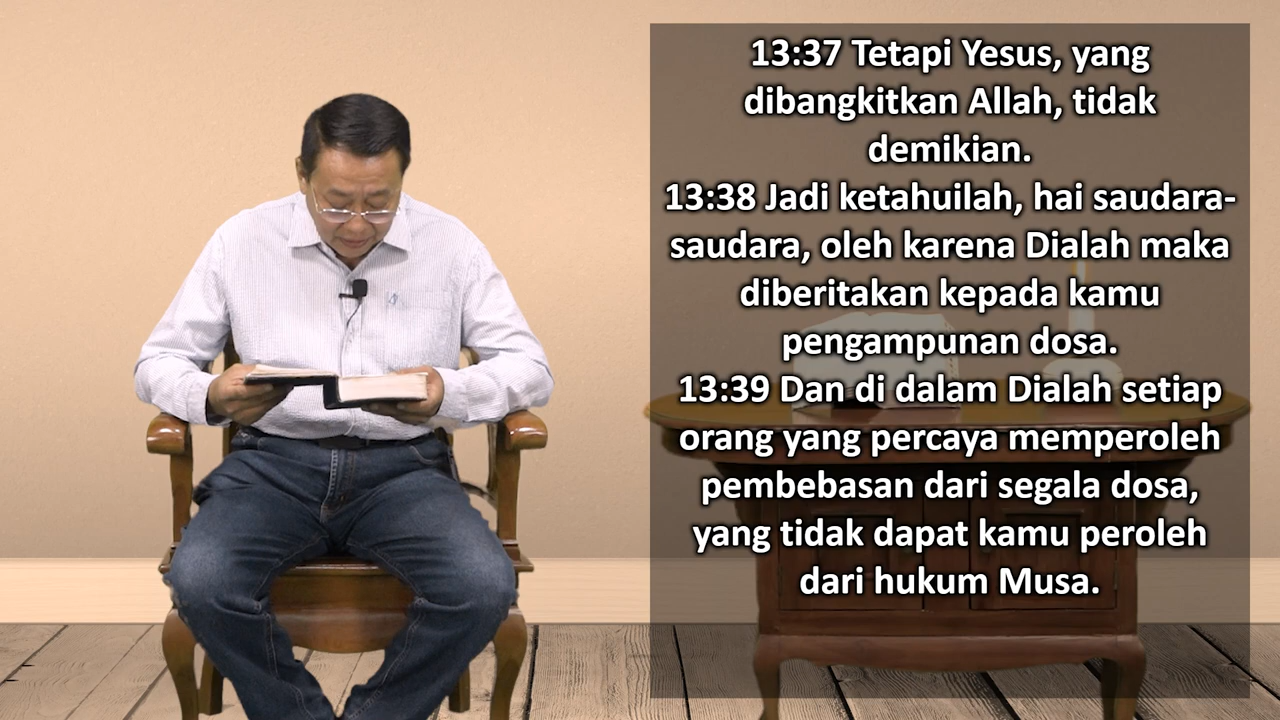 13:37 Tetapi Yesus, yang
dibangkitkan Allah, tidak
demikian.
13:38 Jadi ketahuilah, hai saudara-
saudara, oleh karena Dialah maka
diberitakan kepada kamu
pengampunan dosa.
13:39 Dan di dalam Dialah setiap
orang yang percaya memperoleh
pembebasan dari segala dosa,
yang tidak dapat kamu peroleh
dari hukum Musa.